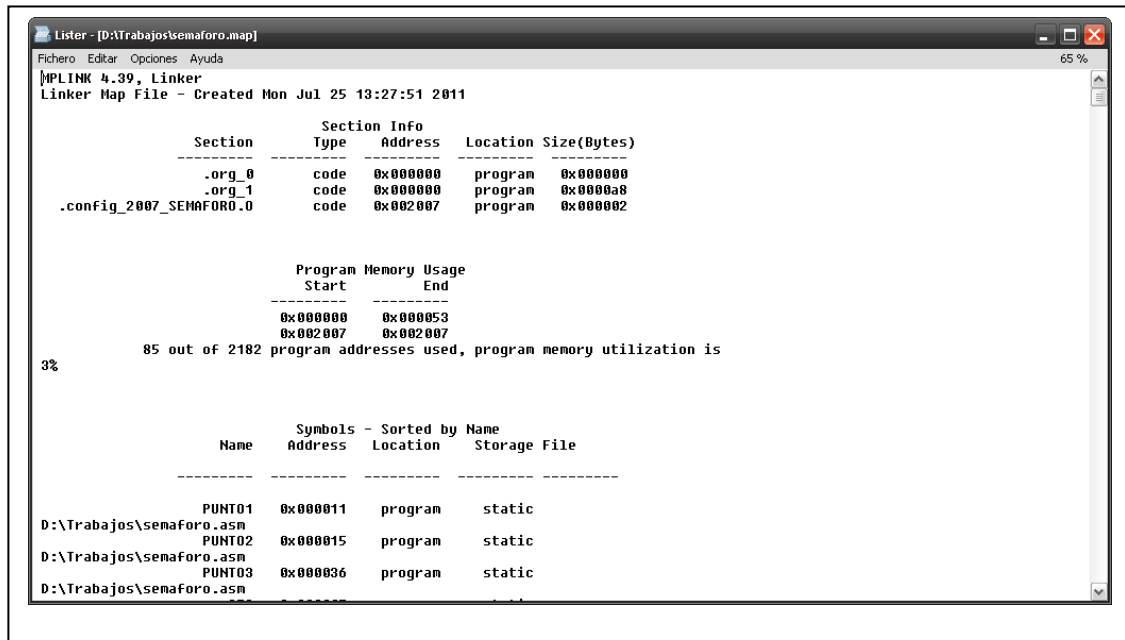 Lister - [D:\Trabajos\semaforo.map]
Fichero Editar Opciones Ayuda 65 %
MPLINK 4.39, Linker
Linker Map File - Created Mon Jul 25 13:27:51 2011
Section Info
Section Type Address Location Size(Bytes)
--------- --------- --------- --------- ---------
.org_0 code 0x000000 program 0x000000
.org_1 code 0x000000 program 0x0000a8
.config_2007_SEMAFORO.O code 0x002007 program 0x000002
Program Memory Usage
Start End
--------- ---------
0x000000 0x000053
0x002007 0x002007
85 out of 2182 program addresses used, program memory utilization is
3%
Symbols - Sorted by Name
Name Address Location Storage File
--------- --------- --------- --------- ---------
PUNTO1 0x000011 program static
D:\Trabajos\semaforo.asm
PUNTO2 0x000015 program static
D:\Trabajos\semaforo.asm
PUNTO3 0x000036 program static
D:\Trabajos\semaforo.asm